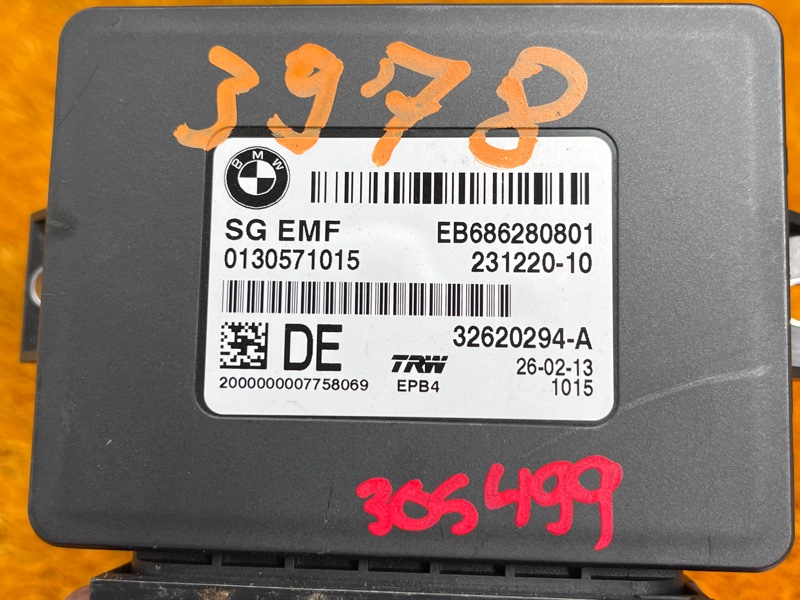 3978
BMW
SG EMF EB686280801
0130571015 231220-10
DE 32620294-A
TRW 26-02-13
2000000007758069 EPB4 1015
305499